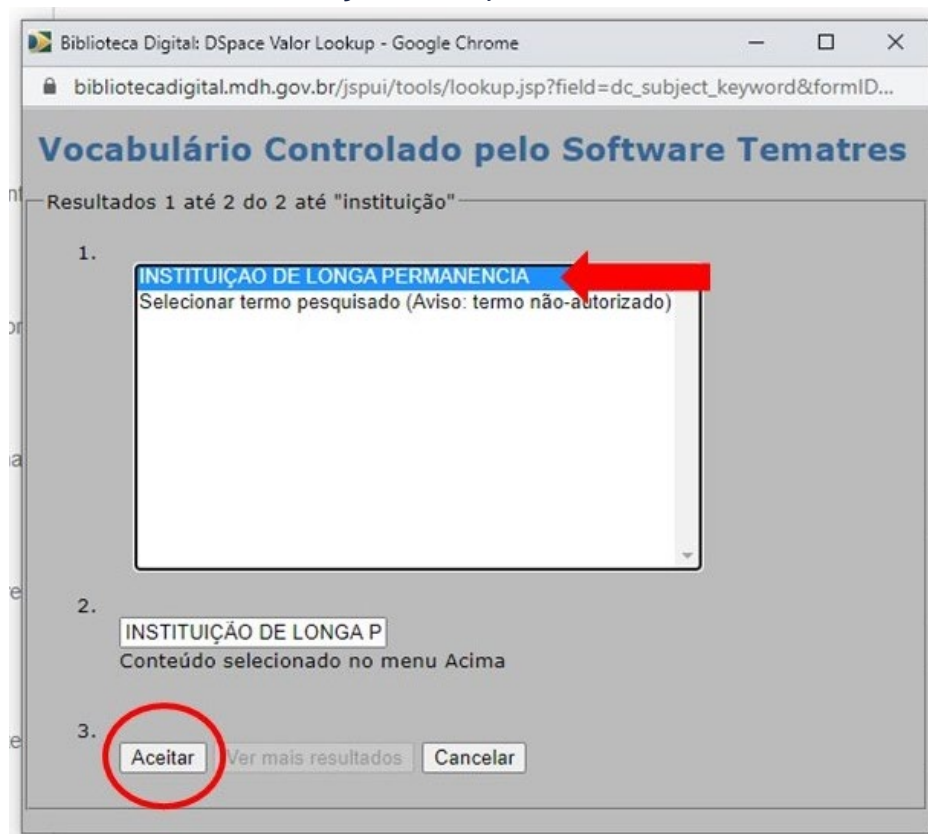 Biblioteca Digital: DSpace Valor Lookup - Google Chrome
bibliotecadigital.mdh.gov.br/jspui/tools/lookup.jsp?field=dc_subject_keyword&formID...
Vocabulário Controlado pelo Software Tematres
Resultados 1 até 2 do 2 até "instituição"
1.
INSTITUIÇÃO DE LONGA PERMANENCIA
Selecionar termo pesquisado (Aviso: termo não-autorizado)
2.
INSTITUIÇÃO DE LONGA P
Conteúdo selecionado no menu Acima
3.
Aceitar Ver mais resultados Cancelar